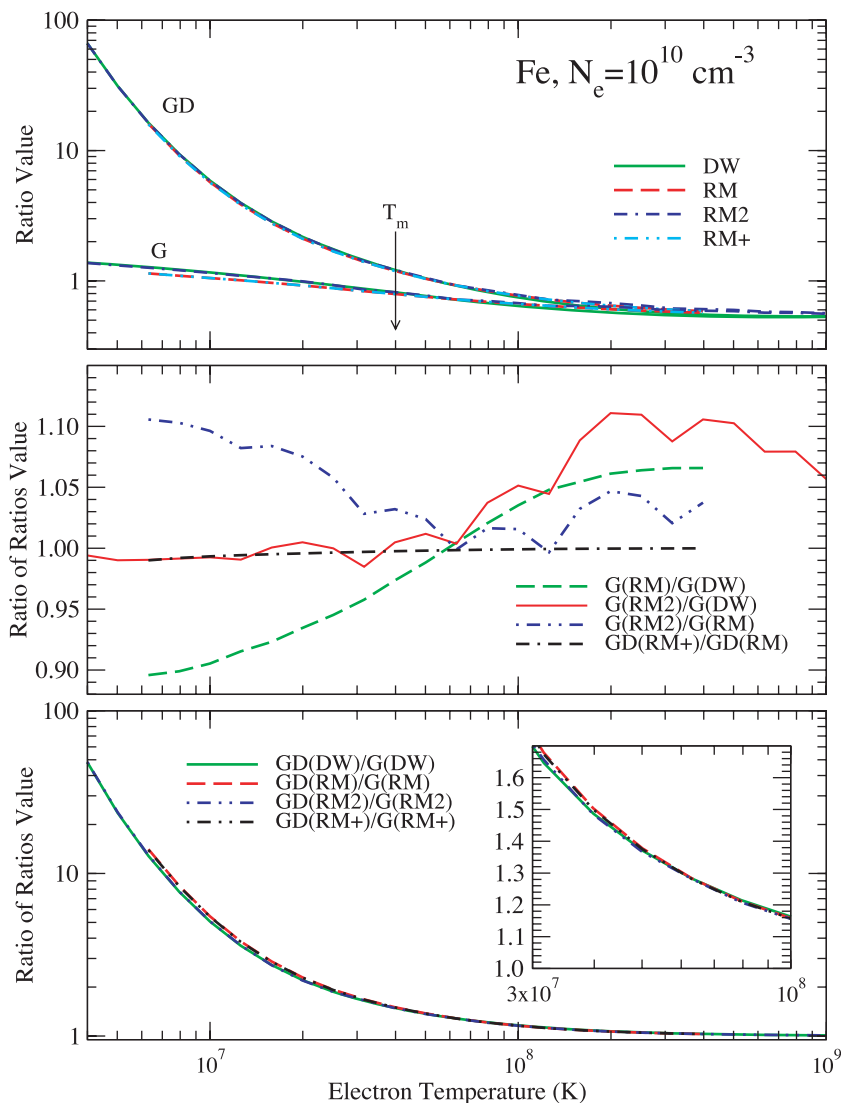 100
10
1
Ratio Value
GD
G
T_m
Fe, N_e=10^10 cm^-3
DW
RM
RM2
RM+
1.10
1.05
1.00
0.95
0.90
Ratio of Ratios Value
G(RM)/G(DW)
G(RM2)/G(DW)
G(RM2)/G(RM)
GD(RM+)/GD(RM)
100
10
1
Ratio of Ratios Value
GD(DW)/G(DW)
GD(RM)/G(RM)
GD(RM2)/G(RM2)
GD(RM+)/G(RM+)
1.6
1.5
1.4
1.3
1.2
1.1
1.0
3x10^7
10^8
10^7
10^8
10^9
Electron Temperature (K)